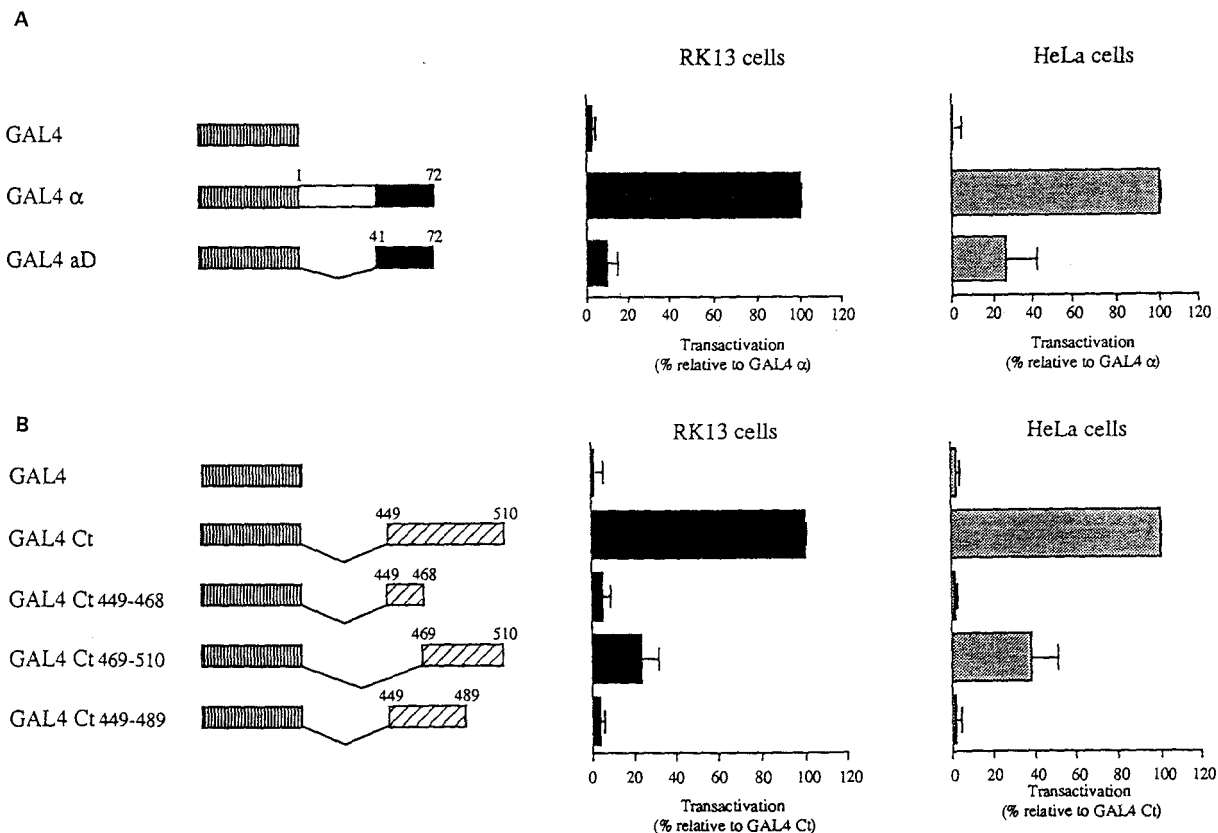 A
RK13 cells
HeLa cells
GAL4
GAL4 α
1 72
GAL4 aD
41 72
0 20 40 60 80 100 120
Transactivation
(% relative to GAL4 α)
0 20 40 60 80 100 120
Transactivation
(% relative to GAL4 α)
B
RK13 cells
HeLa cells
GAL4
GAL4 Ct
449 510
GAL4 Ct 449-468
449 468
GAL4 Ct 469-510
469 510
GAL4 Ct 449-489
449 489
0 20 40 60 80 100 120
Transactivation
(% relative to GAL4 Ct)
0 20 40 60 80 100 120
Transactivation
(% relative to GAL4 Ct)